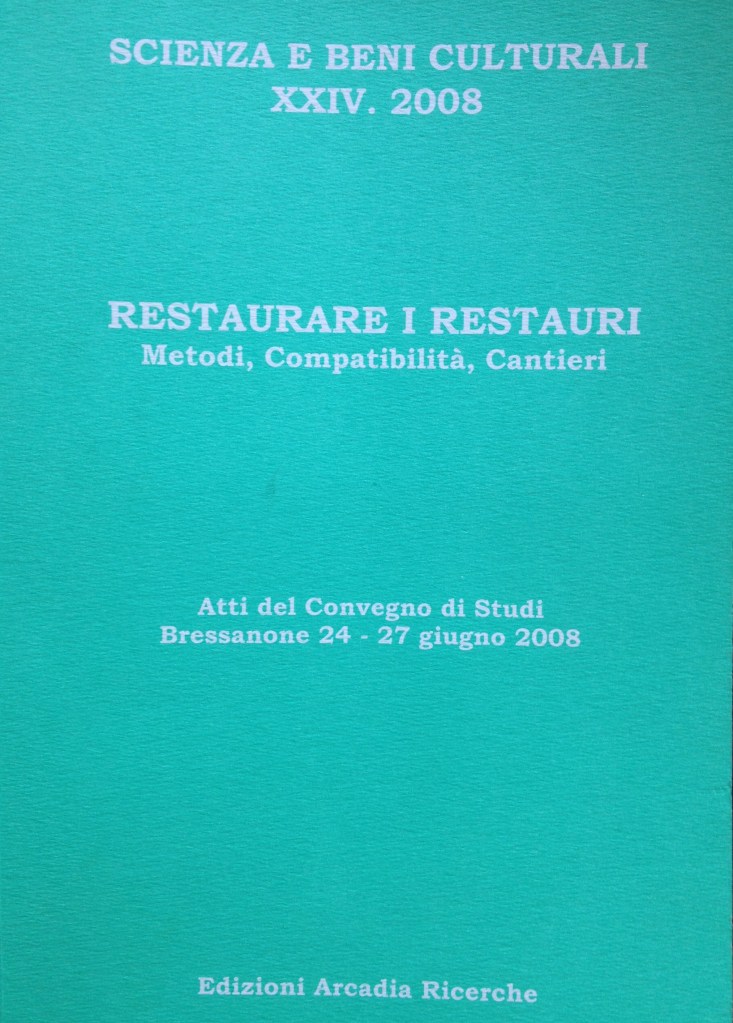 SCIENZA E BENI CULTURALI
XXIV. 2008
RESTAURARE I RESTAURI
Metodi, Compatibilità, Cantieri
Atti del Convegno di Studi
Bressanone 24 - 27 giugno 2008
Edizioni Arcadia Ricerche